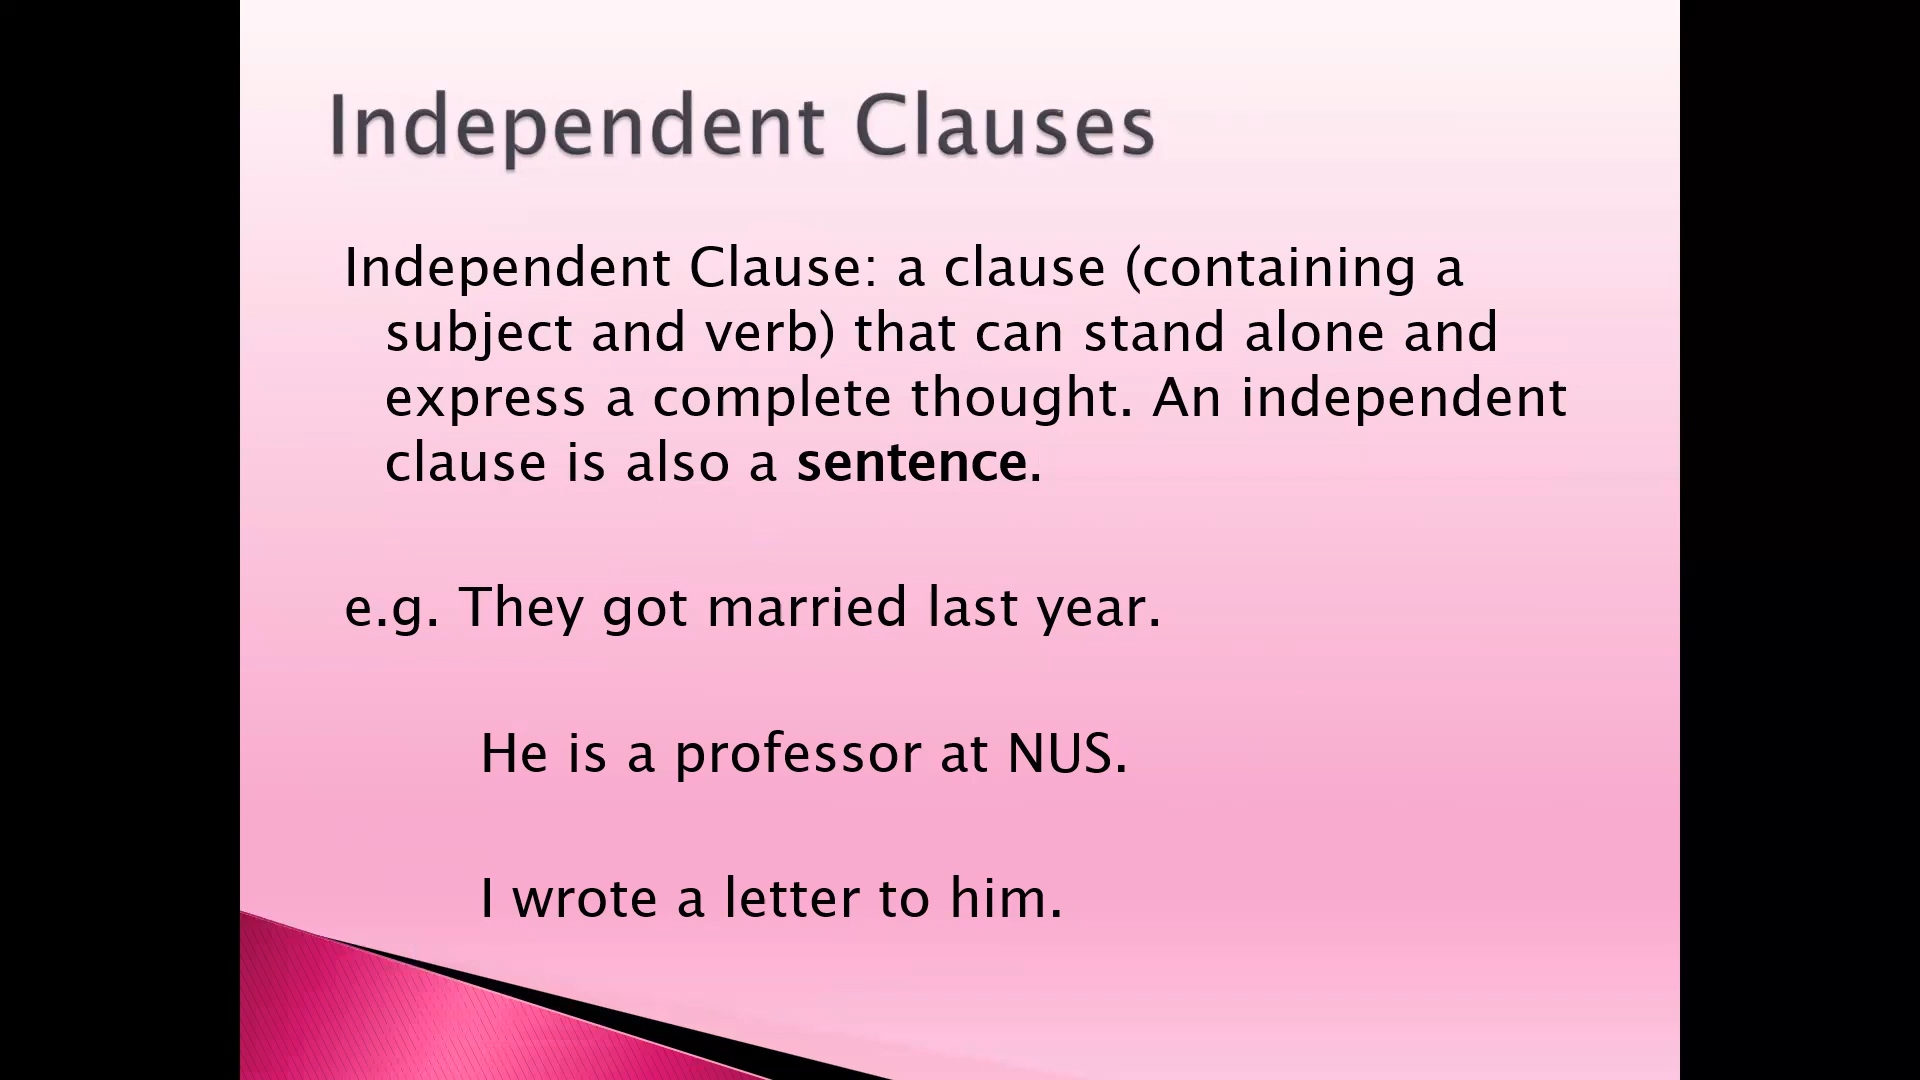 Independent Clauses
Independent Clause: a clause (containing a
subject and verb) that can stand alone and
express a complete thought. An independent
clause is also a sentence.
e.g. They got married last year.
He is a professor at NUS.
I wrote a letter to him.